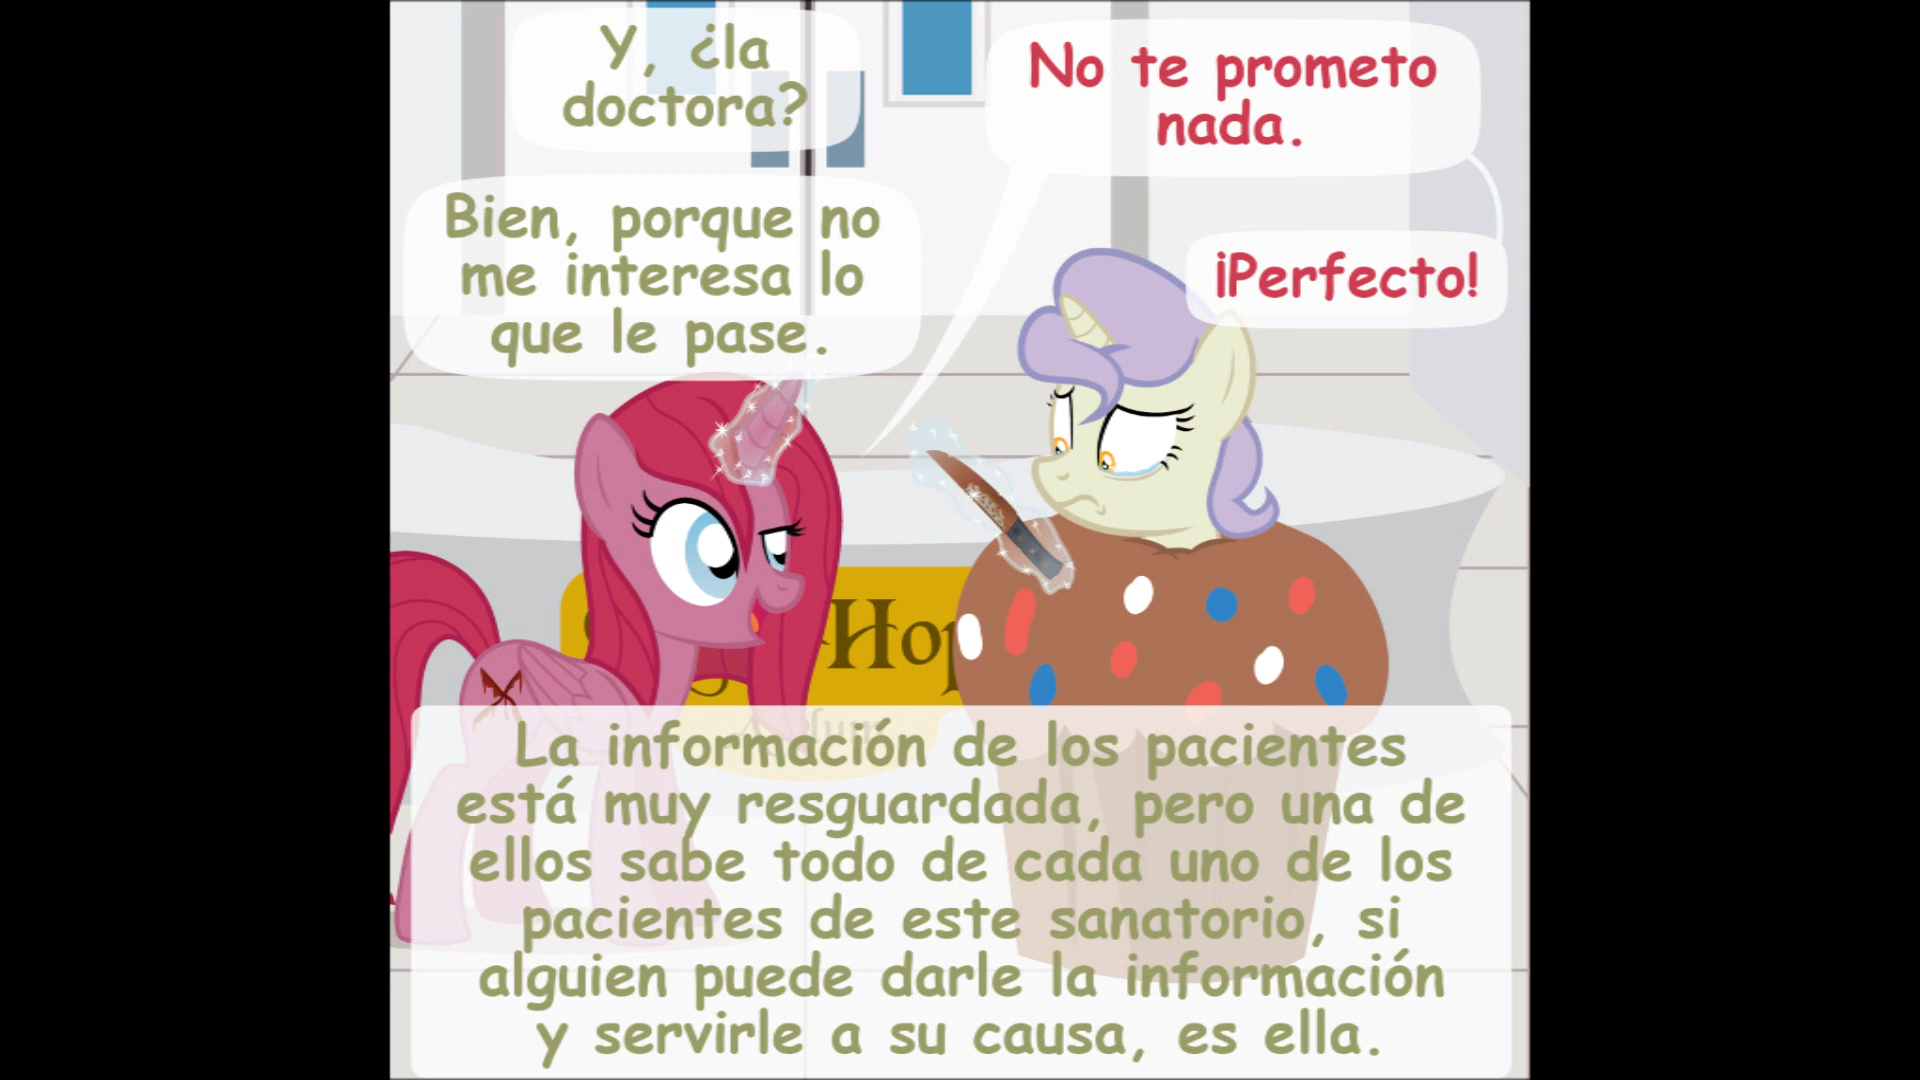 Y, ¿la
doctora?
No te prometo
nada.
Bien, porque no
me interesa lo
que le pase.
¡Perfecto!
Hop
La información de los pacientes
está muy resguardada, pero una de
ellos sabe todo de cada uno de los
pacientes de este sanatorio, si
alguien puede darle la información
y servirle a su causa, es ella.